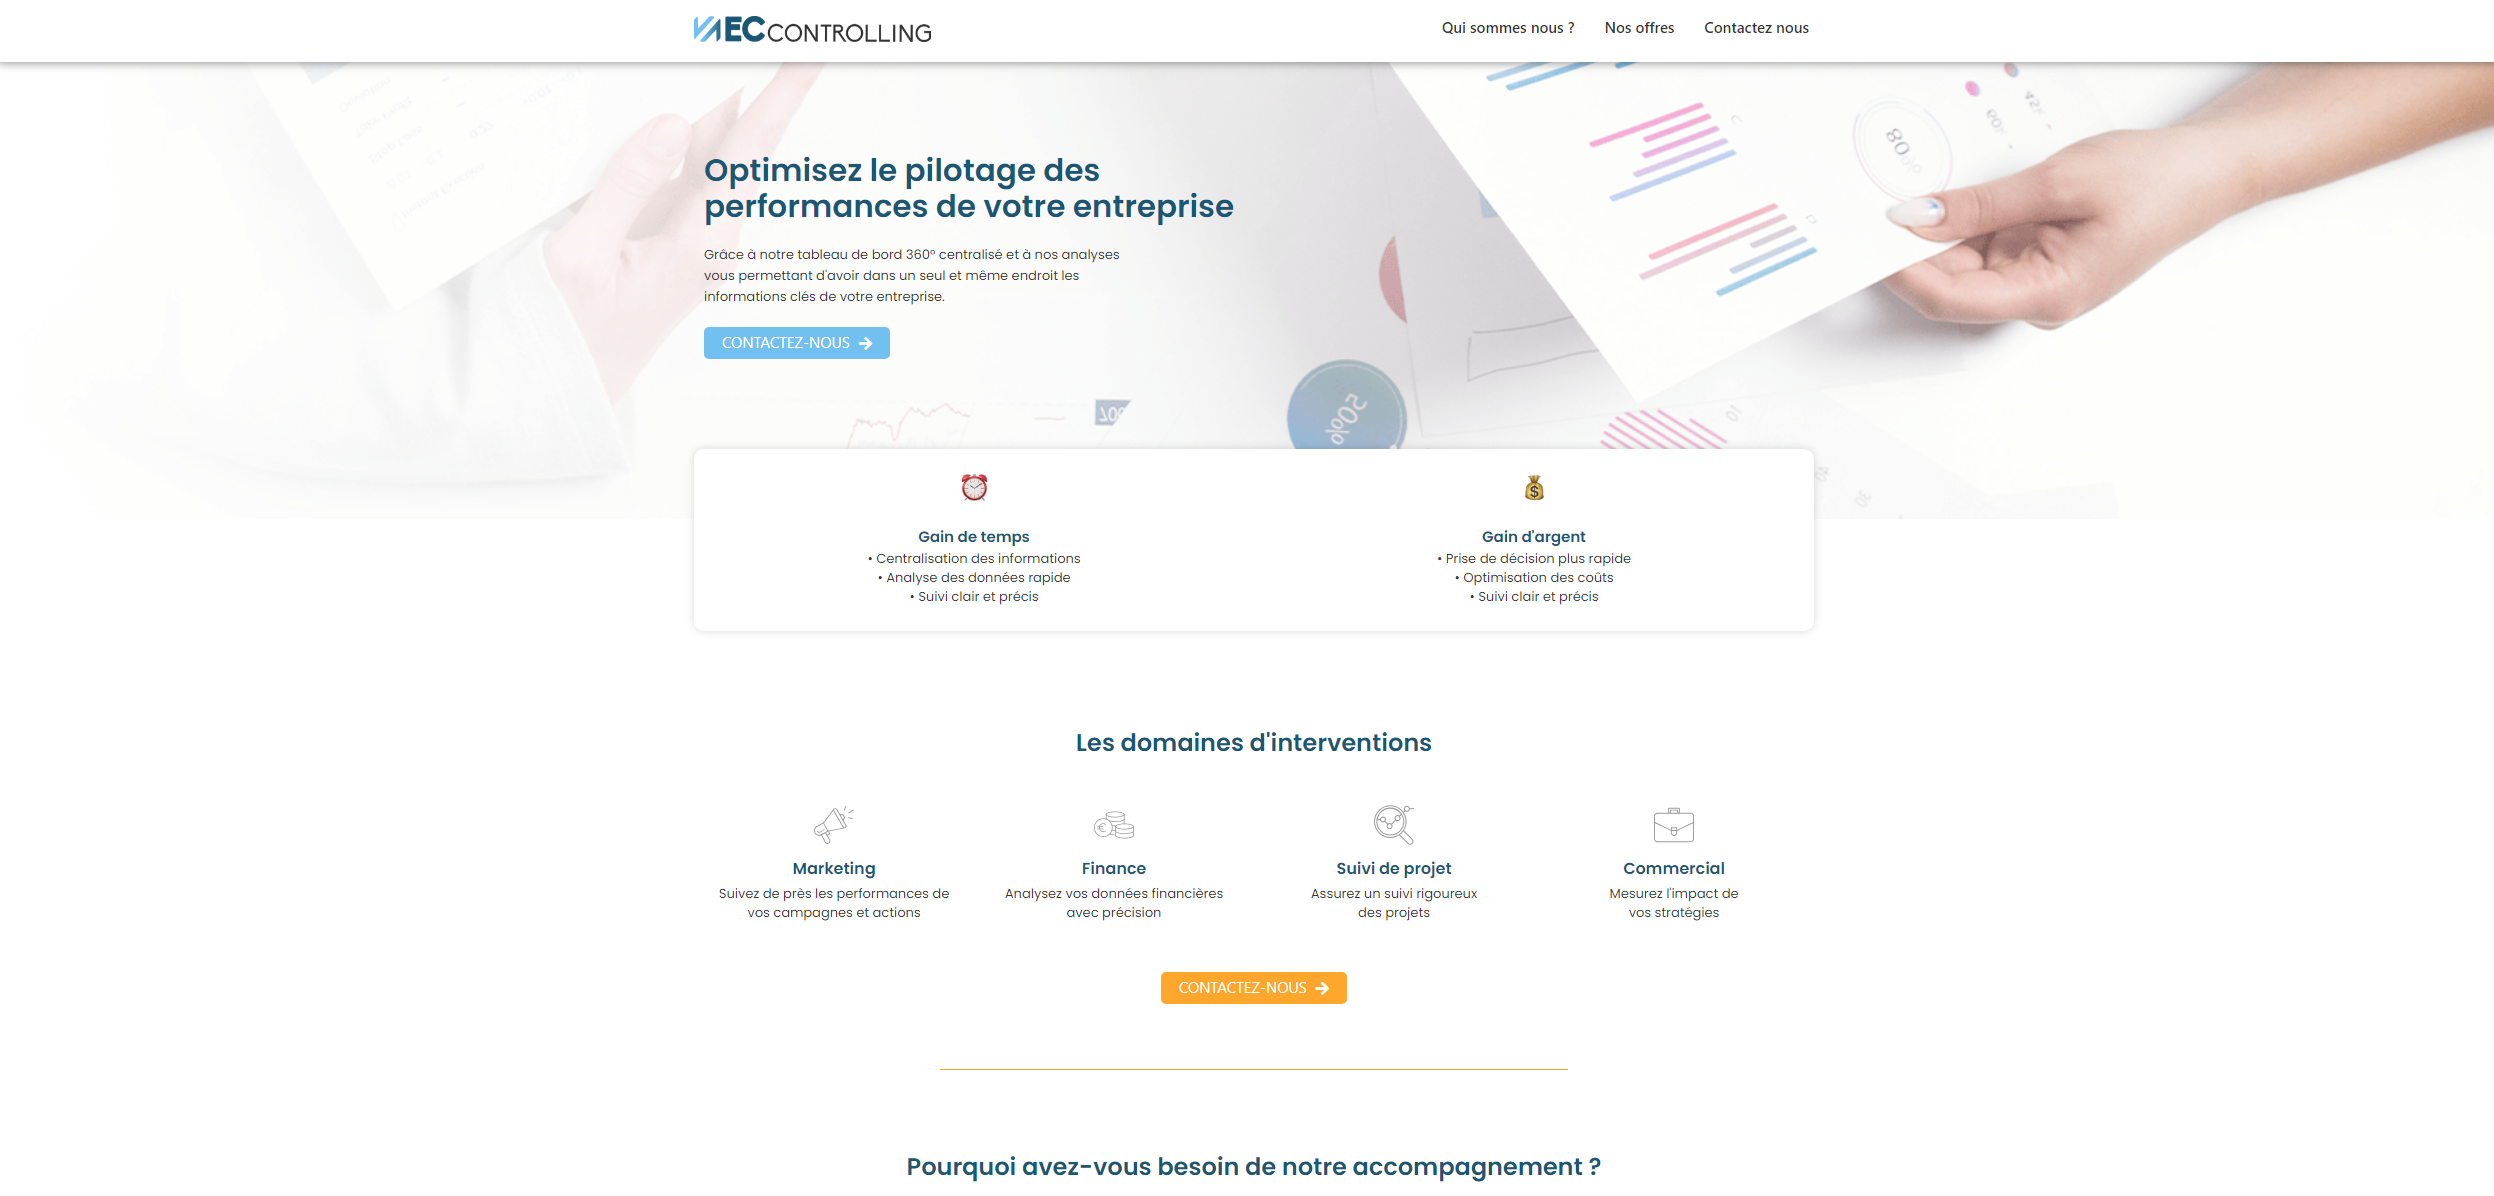 EC CONTROLLING
Qui sommes nous ?
Nos offres
Contactez nous
Optimisez le pilotage des
performances de votre entreprise
Grâce à notre tableau de bord 360° centralisé et à nos analyses
vous permettant d'avoir dans un seul et même endroit les
informations clés de votre entreprise.
CONTACTEZ-NOUS
80%
50%
Gain de temps
• Centralisation des informations
• Analyse des données rapide
• Suivi clair et précis
Gain d'argent
• Prise de décision plus rapide
• Optimisation des coûts
• Suivi clair et précis
Les domaines d'interventions
Marketing
Suivez de près les performances de
vos campagnes et actions
Finance
Analysez vos données financières
avec précision
Suivi de projet
Assurez un suivi rigoureux
des projets
Commercial
Mesurez l'impact de
vos stratégies
CONTACTEZ-NOUS
Pourquoi avez-vous besoin de notre accompagnement ?